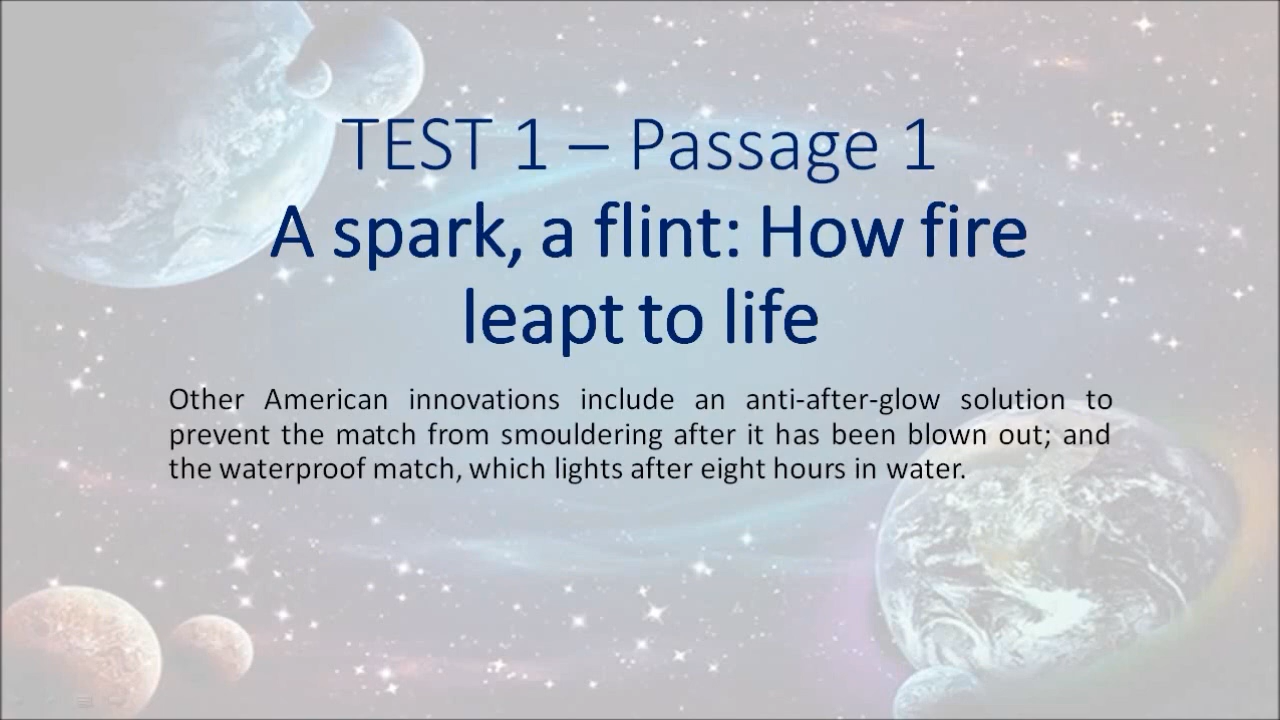 TEST 1 – Passage 1
A spark, a flint: How fire
leapt to life
Other American innovations include an anti-after-glow solution to
prevent the match from smouldering after it has been blown out; and
the waterproof match, which lights after eight hours in water.